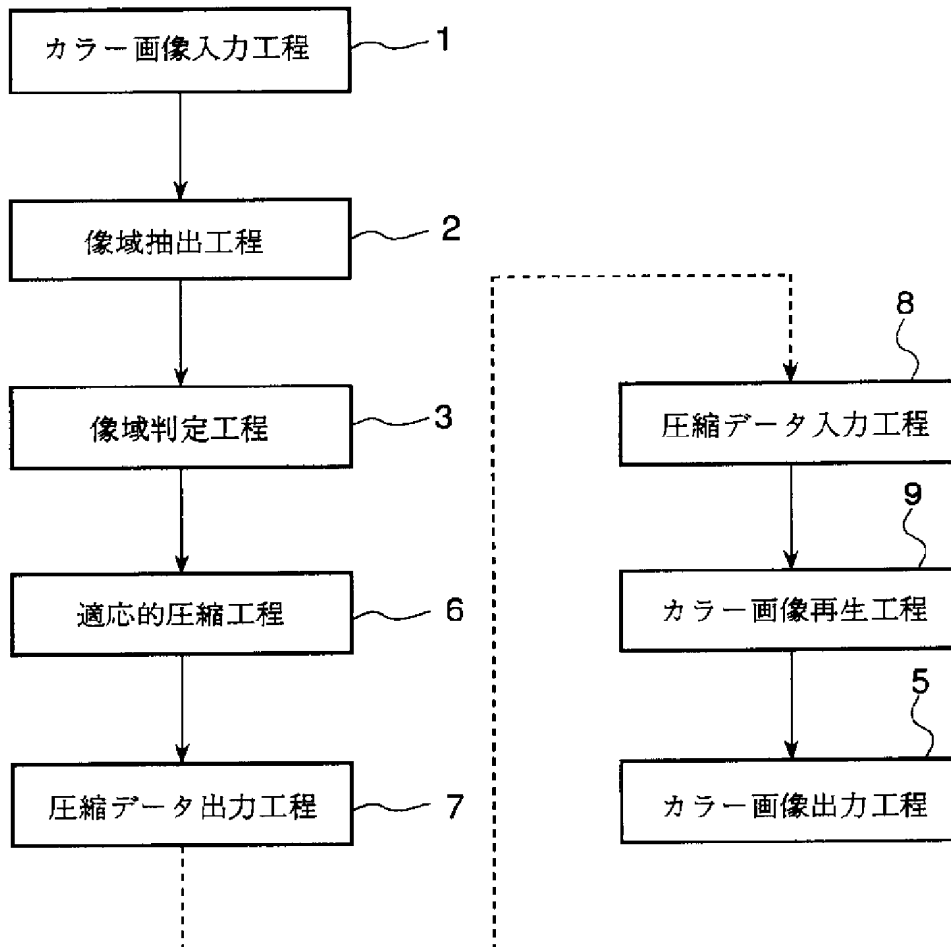 カラー画像入力工程
1
像域抽出工程
2
像域判定工程
3
適応的圧縮工程
6
圧縮データ出力工程
7
8
圧縮データ入力工程
9
カラー画像再生工程
5
カラー画像出力工程